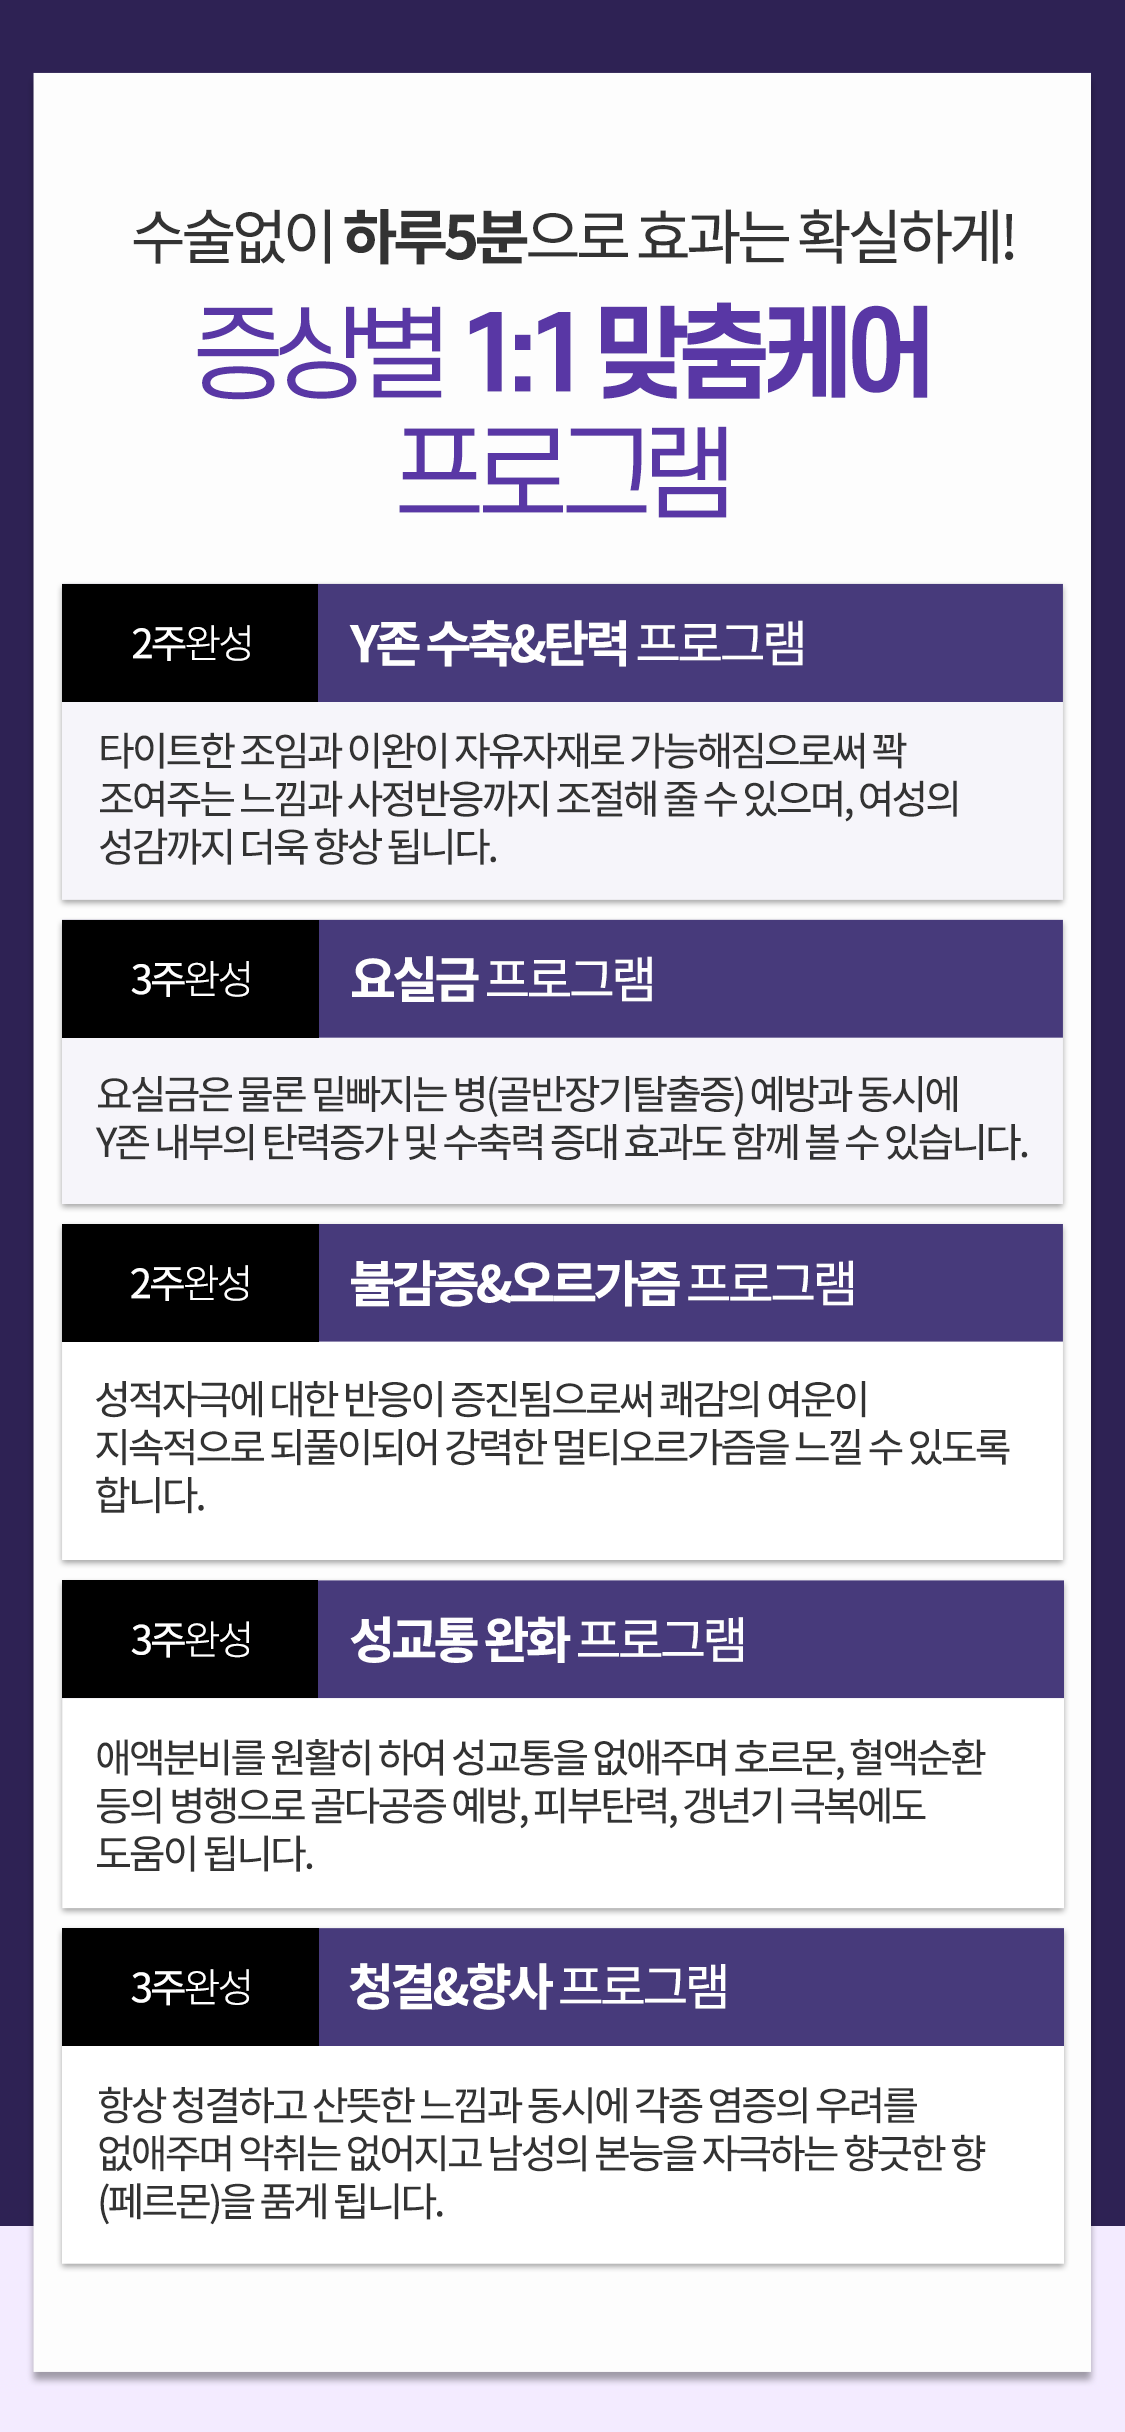 수술없이 하루5분으로 효과는 확실하게!
증상별 1:1 맞춤케어
프로그램
2주완성
Y존 수축&탄력 프로그램
타이트한 조임과 이완이 자유자재로 가능해짐으로써 꽉
조여주는 느낌과 사정반응까지 조절해 줄 수 있으며, 여성의
성감까지 더욱 향상 됩니다.
3주완성
요실금 프로그램
요실금은 물론 밑빠지는 병(골반장기탈출증) 예방과 동시에
Y존 내부의 탄력증가 및 수축력 증대 효과도 함께 볼 수 있습니다.
2주완성
불감증&오르가즘 프로그램
성적자극에 대한 반응이 증진됨으로써 쾌감의 여운이
지속적으로 되풀이되어 강력한 멀티오르가즘을 느낄 수 있도록
합니다.
3주완성
성교통 완화 프로그램
애액분비를 원활히 하여 성교통을 없애주며 호르몬, 혈액순환
등의 병행으로 골다공증 예방, 피부탄력, 갱년기 극복에도
도움이 됩니다.
3주완성
청결&향사 프로그램
항상 청결하고 산뜻한 느낌과 동시에 각종 염증의 우려를
없애주며 악취는 없어지고 남성의 본능을 자극하는 향긋한 향
(페르몬)을 품게 됩니다.